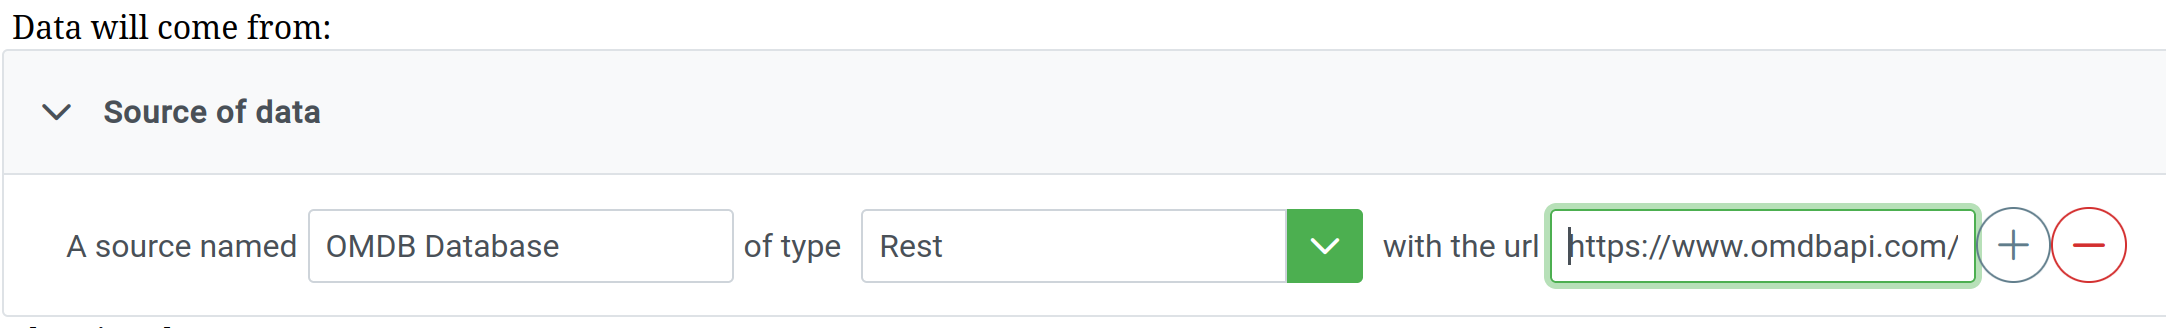 Data will come from:
Source of data
A source named OMDB Database of type Rest with the url https://www.omdbapi.com/